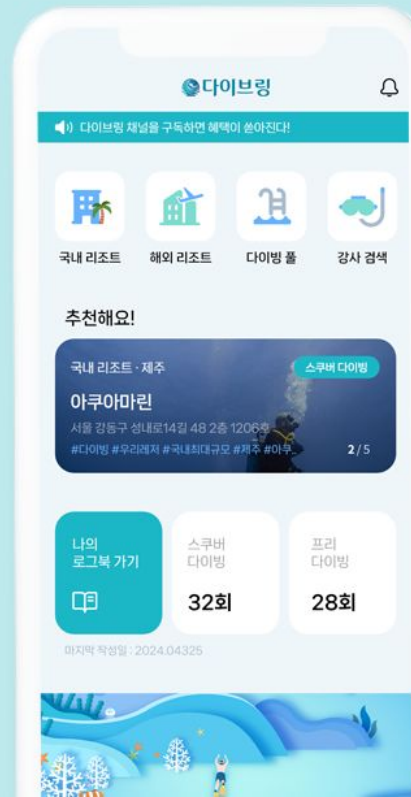 다이브링
다이브링 채널을 구독하면 혜택이 쏟아진다!
국내 리조트
해외 리조트
다이빙 풀
강사 검색
추천해요!
국내 리조트 · 제주
스쿠버 다이빙
아쿠아마린
서울 강동구 성내로14길 48 2층 1206호
#다이빙 #우리레저 #국내최대규모 #제주 #아쿠...
2/5
나의
로그북 가기
스쿠버
다이빙
32회
프리
다이빙
28회
마지막 작성일 : 2024.04325